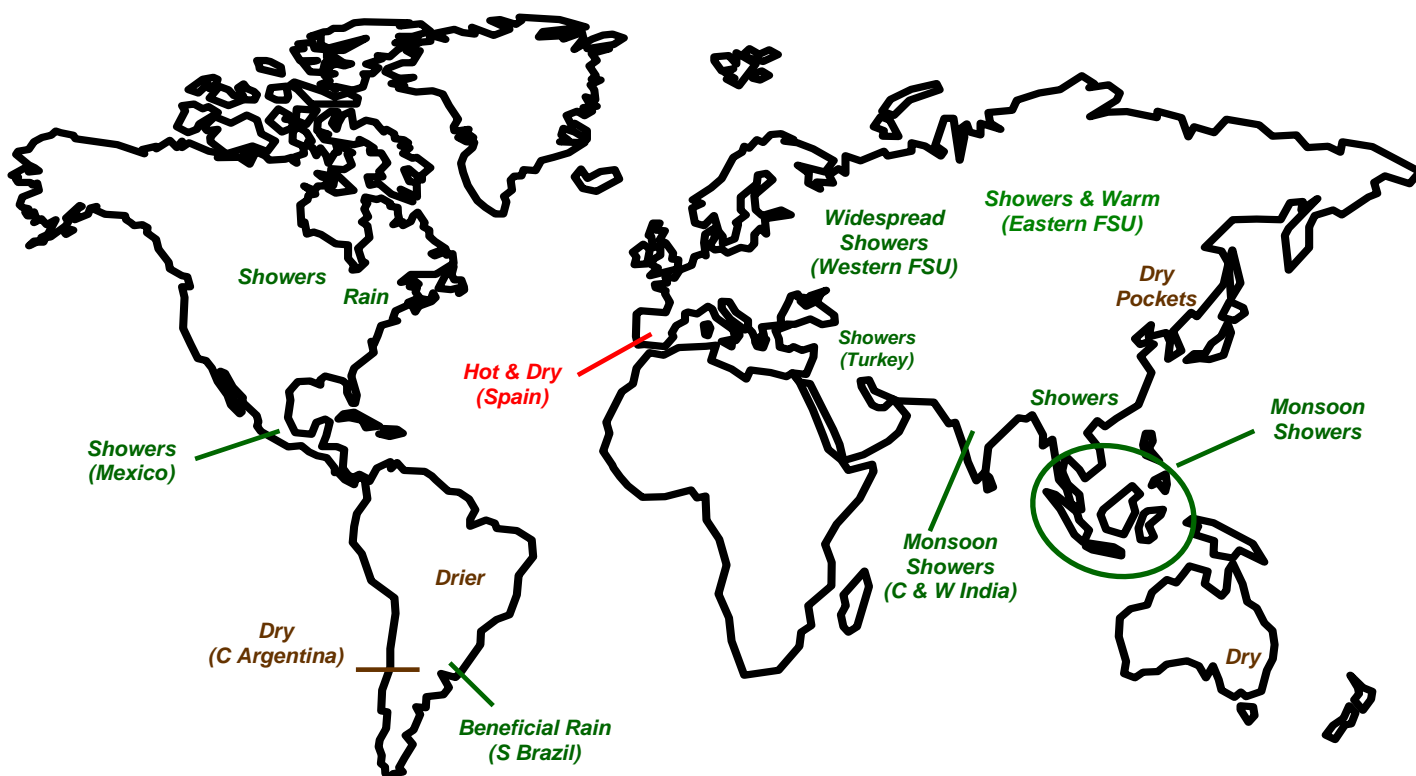 Showers & Warm
(Eastern FSU)
Widespread
Showers
(Western FSU)
Showers
Rain
Dry
Pockets
Showers
(Turkey)
Hot & Dry
(Spain)
Showers
Monsoon
Showers
Showers
(Mexico)
Monsoon
Showers
(C & W India)
Drier
Dry
(C Argentina)
Dry
Beneficial Rain
(S Brazil)